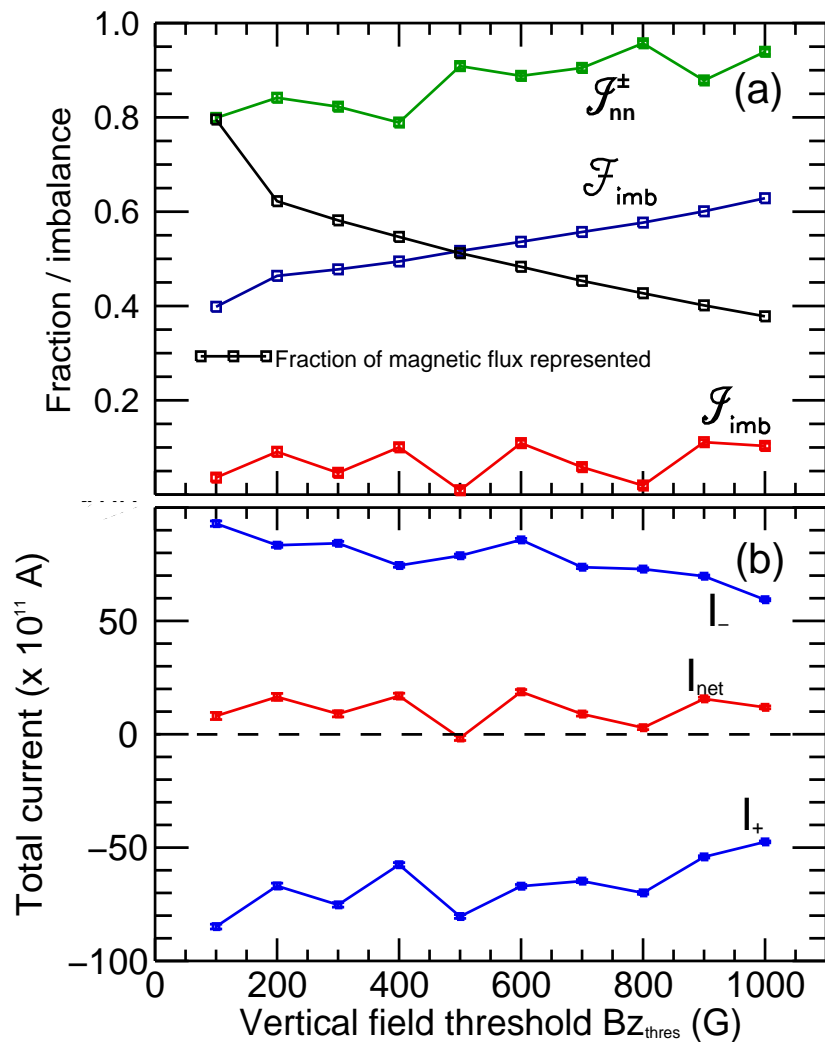 1.0
0.8
0.6
0.4
0.2
Fraction / imbalance
(a)
𝒥±nn
ℱimb
Fraction of magnetic flux represented
𝒥imb
50
0
−50
−100
Total current (x 10¹¹ A)
(b)
I−
Inet
I+
0 200 400 600 800 1000
Vertical field threshold Bzthres (G)